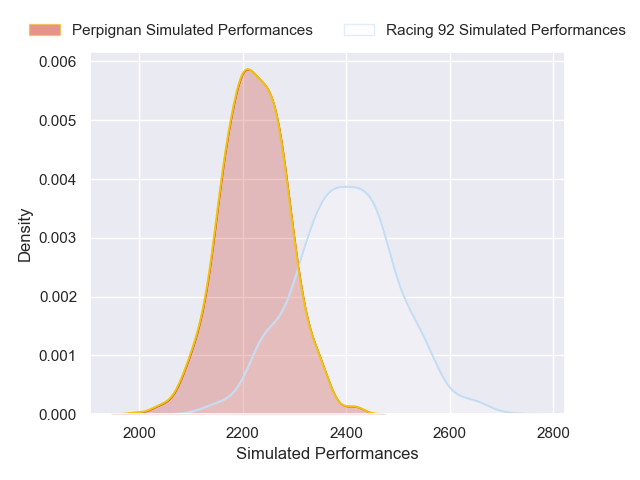 Perpignan Simulated Performances Racing 92 Simulated Performances
0.006
0.005
0.004
0.003
0.002
0.001
0.000
Density
2000 2200 2400 2600 2800
Simulated Performances